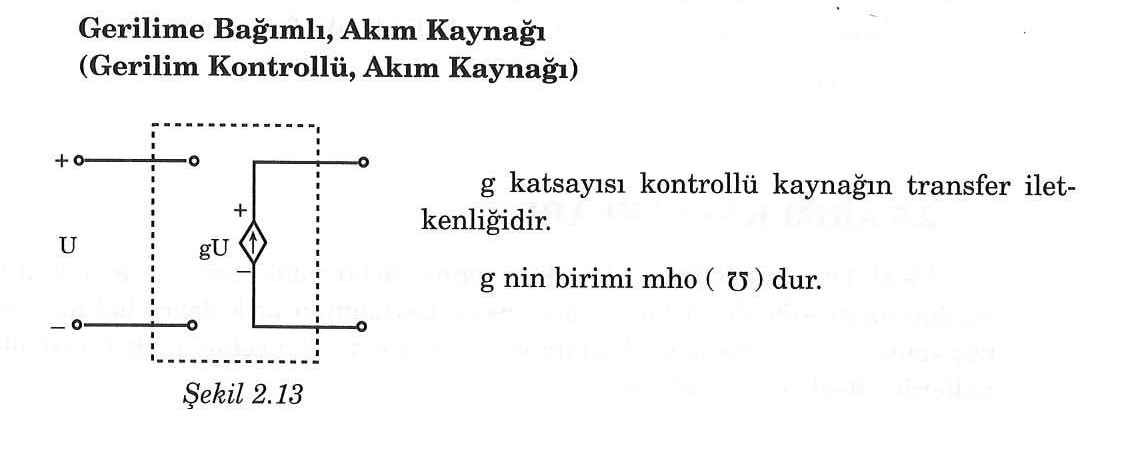 Gerilime Bağımlı, Akım Kaynağı
(Gerilim Kontrollü, Akım Kaynağı)
+
g katsayısı kontrollü kaynağın transfer ilet-
+
kenliğidir.
U
gU
−
g nin birimi mho ( ℧ ) dur.
−
Şekil 2.13